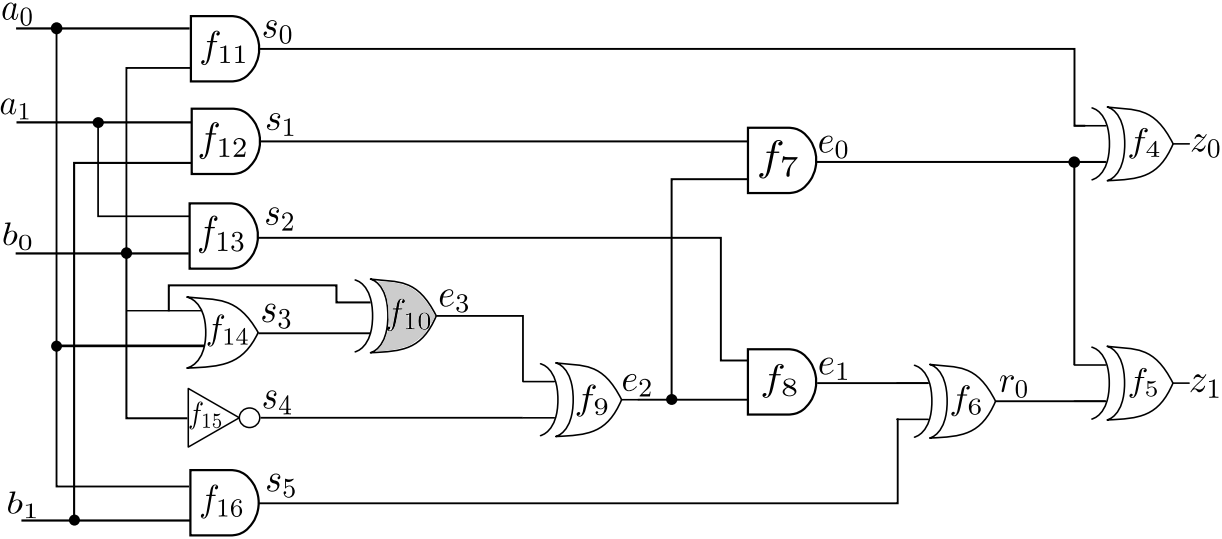 a₀
f₁₁ s₀
a₁
f₁₂ s₁
f₇ e₀
f₄ z₀
b₀
f₁₃ s₂
f₁₄ s₃
f₁₀ e₃
f₁₅ s₄
f₉ e₂
f₈ e₁
f₆ r₀
f₅ z₁
b₁
f₁₆ s₅